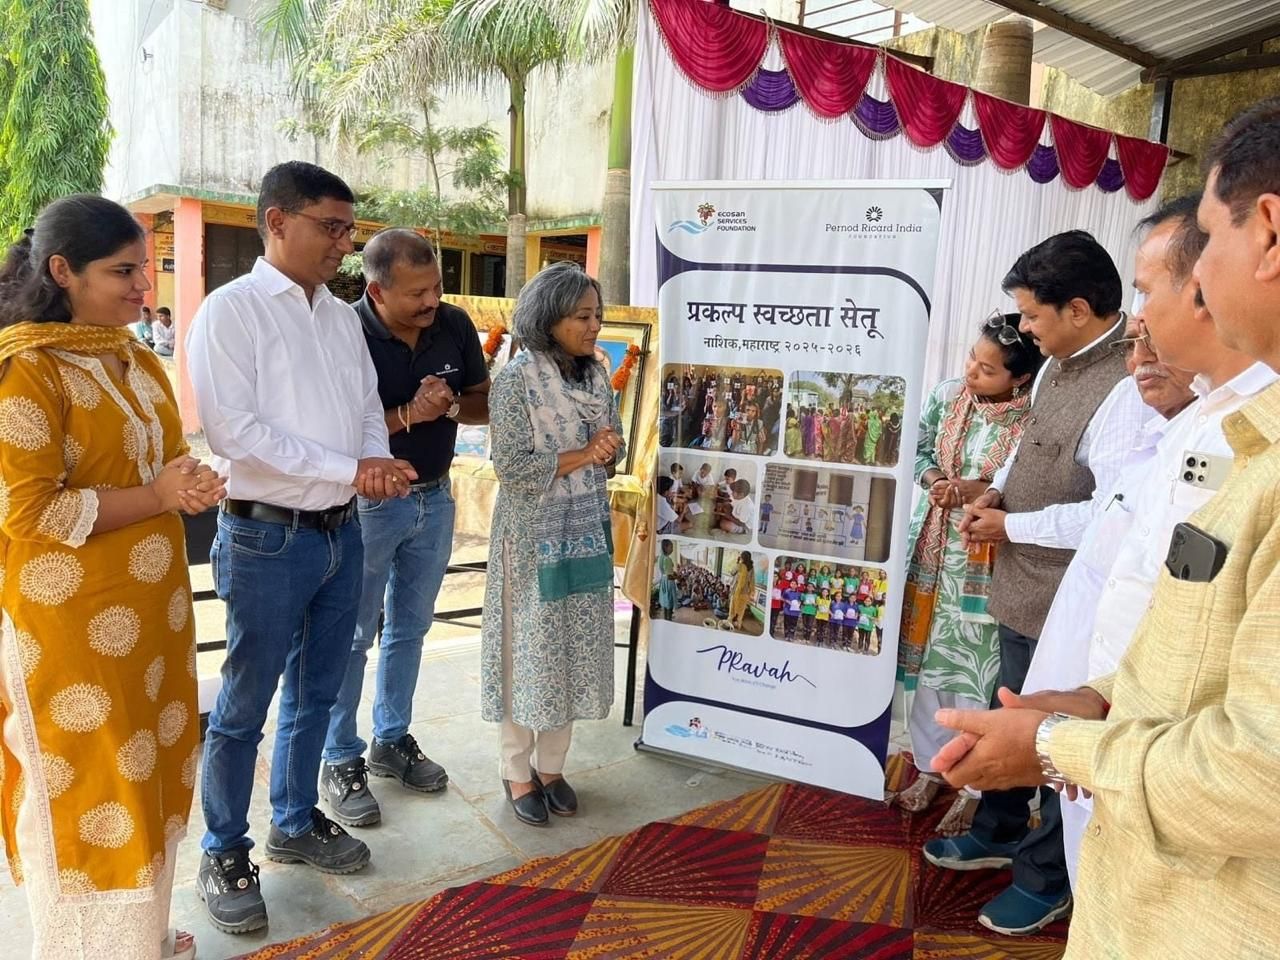 ECOSAN
SERVICES
FOUNDATION
Pernod Ricard India
FOUNDATION
प्रकल्प स्वच्छता सेतू
नाशिक,महाराष्ट्र २०२५-२०२६
PRavah